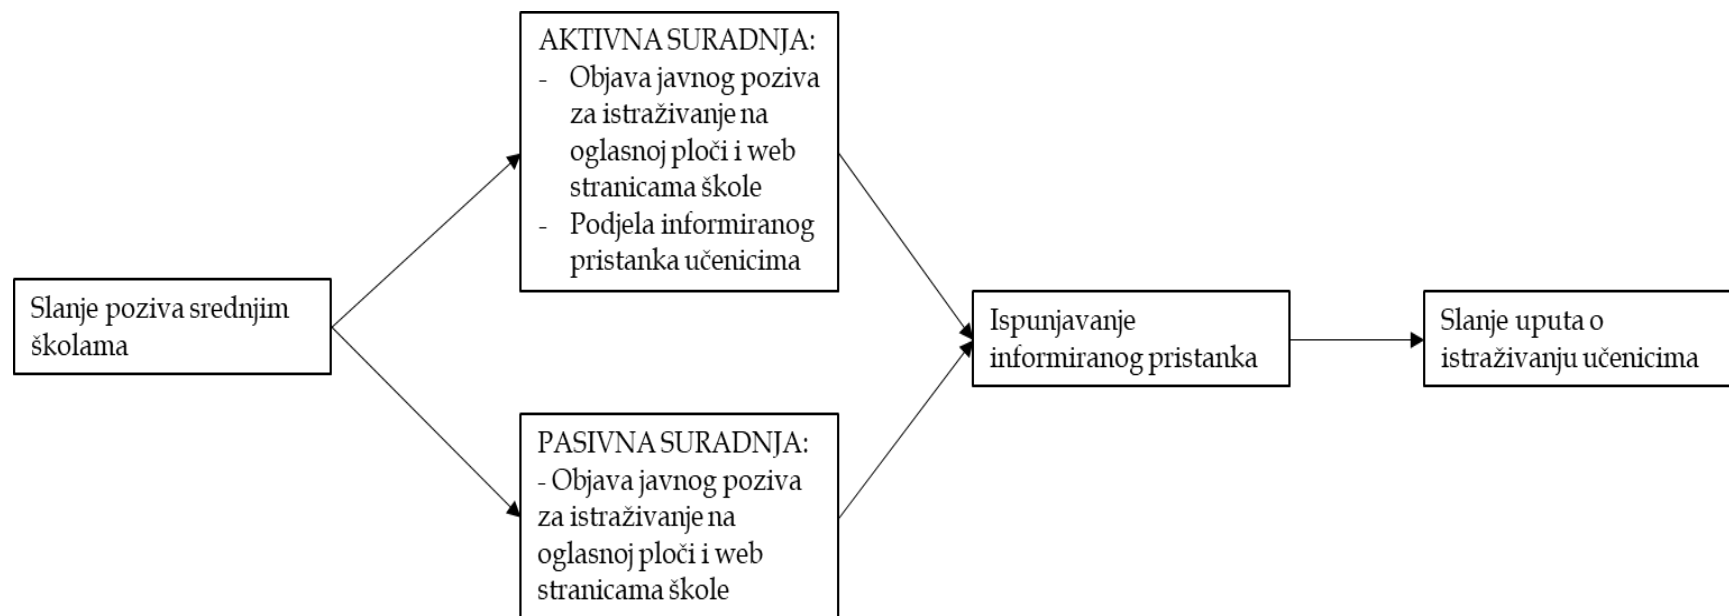 Slanje poziva srednjim
školama
AKTIVNA SURADNJA:
- Objava javnog poziva
za istraživanje na
oglasnoj ploči i web
stranicama škole
- Podjela informiranog
pristanka učenicima
PASIVNA SURADNJA:
- Objava javnog poziva
za istraživanje na
oglasnoj ploči i web
stranicama škole
Ispunjavanje
informiranog pristanka
Slanje uputa o
istraživanju učenicima